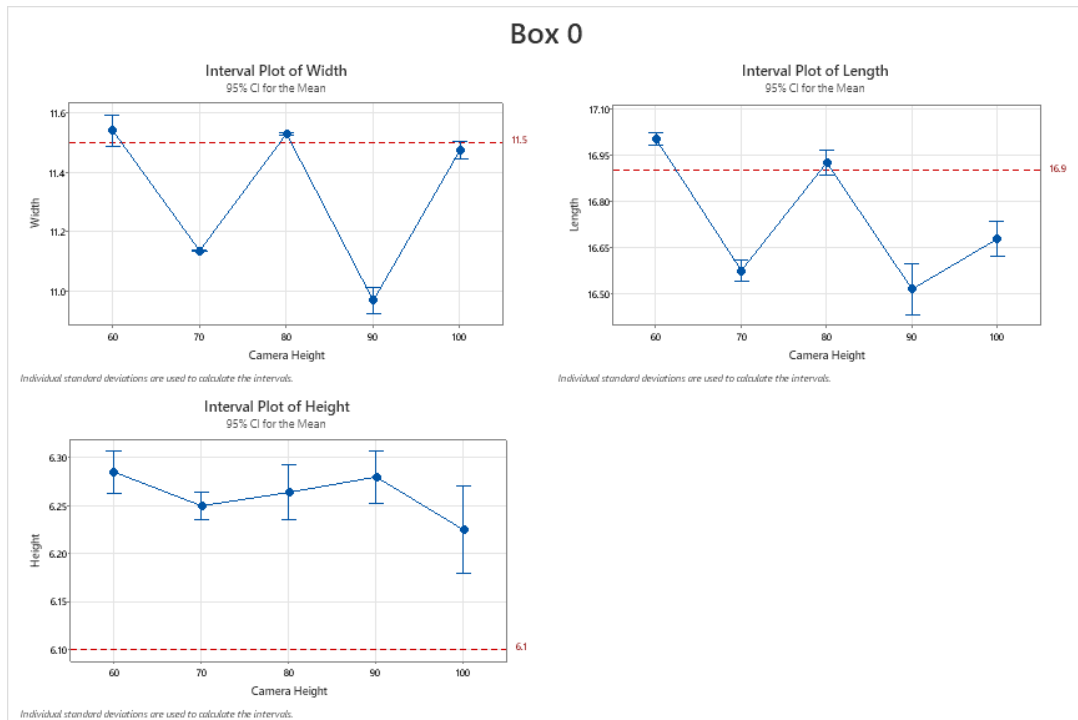 Box 0
Interval Plot of Width
95% CI for the Mean
11.6
11.4
11.2
11.0
Width
11.5
60 70 80 90 100
Camera Height
Individual standard deviations are used to calculate the intervals.
Interval Plot of Length
95% CI for the Mean
17.10
16.95
16.80
16.65
16.50
Length
16.9
60 70 80 90 100
Camera Height
Individual standard deviations are used to calculate the intervals.
Interval Plot of Height
95% CI for the Mean
6.30
6.25
6.20
6.15
6.10
Height
6.1
60 70 80 90 100
Camera Height
Individual standard deviations are used to calculate the intervals.